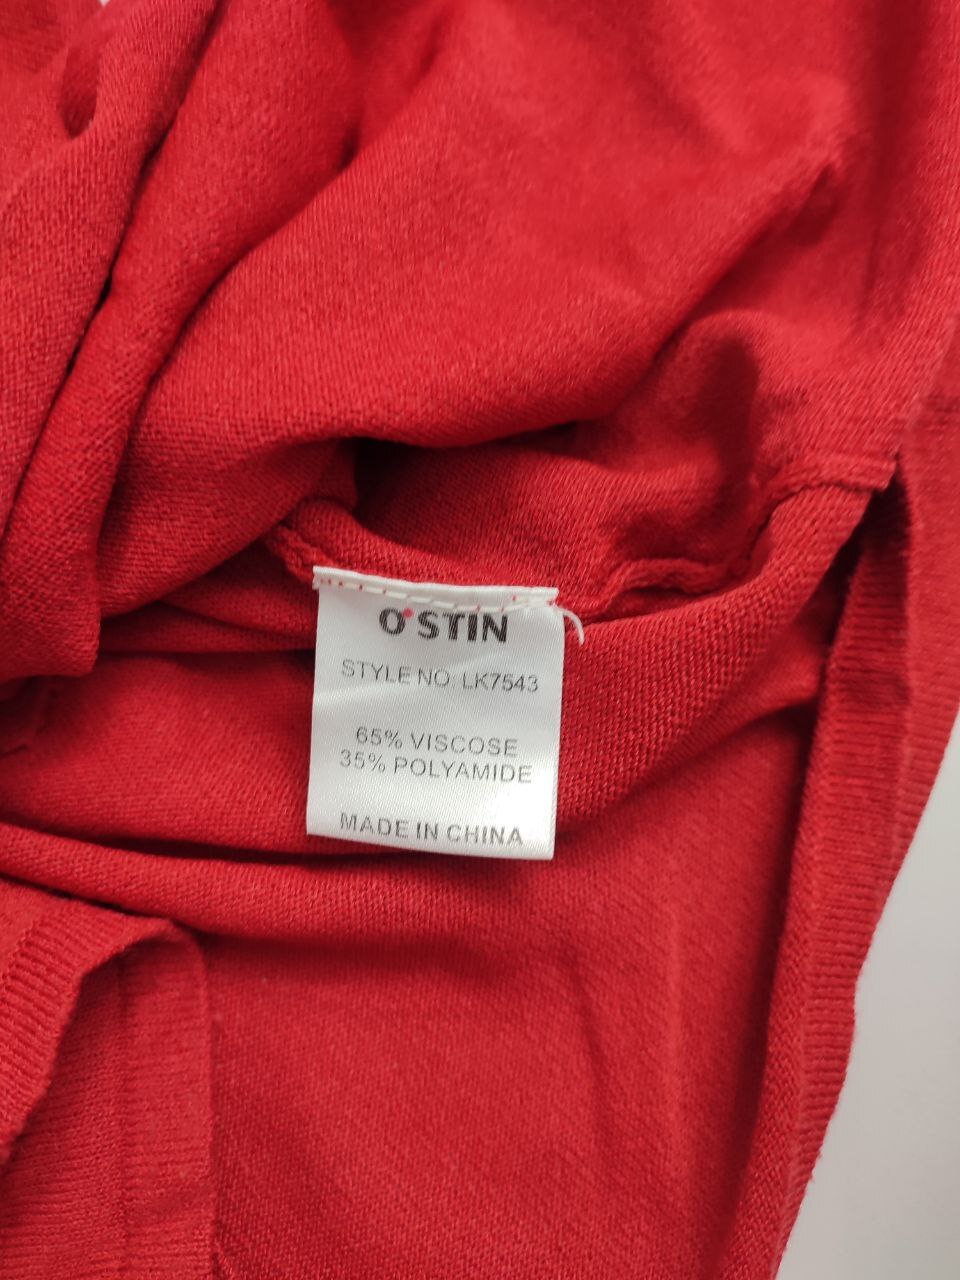 O'STIN
STYLE NO: LK7543
65% VISCOSE
35% POLYAMIDE
MADE IN CHINA